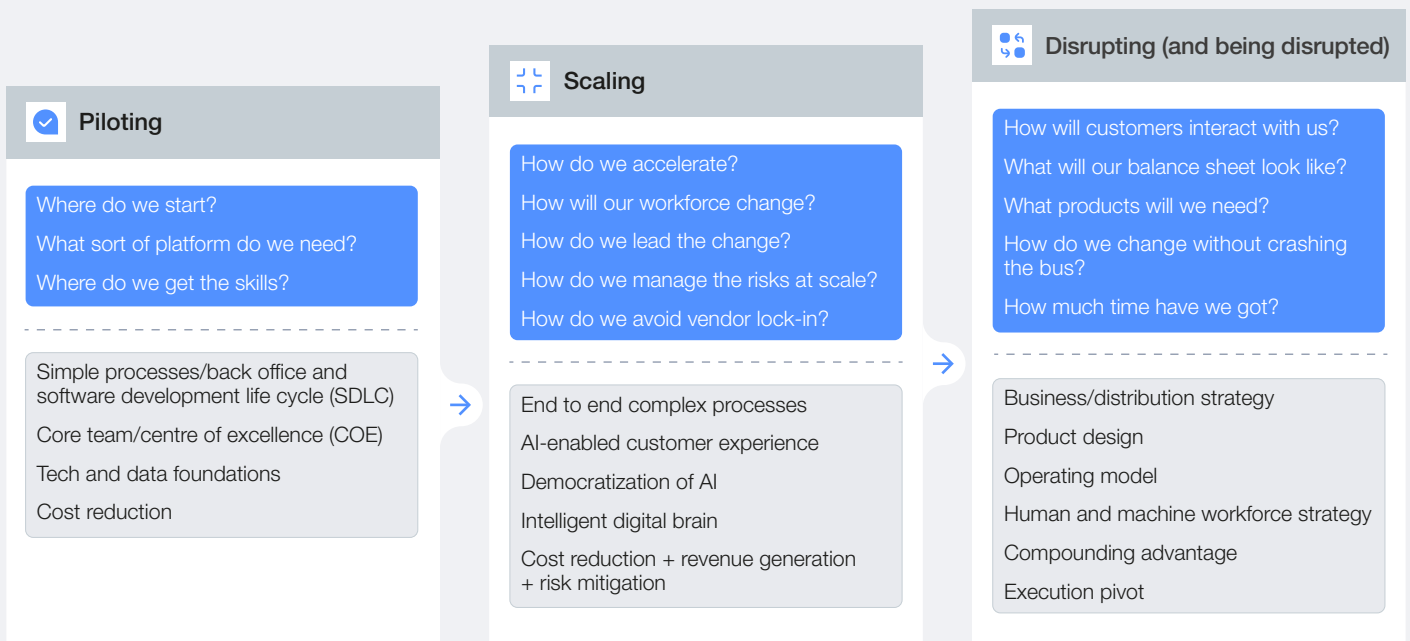 Piloting
Where do we start?
What sort of platform do we need?
Where do we get the skills?
Simple processes/back office and
software development life cycle (SDLC)
Core team/centre of excellence (COE)
Tech and data foundations
Cost reduction
Scaling
How do we accelerate?
How will our workforce change?
How do we lead the change?
How do we manage the risks at scale?
How do we avoid vendor lock-in?
End to end complex processes
AI-enabled customer experience
Democratization of AI
Intelligent digital brain
Cost reduction + revenue generation
+ risk mitigation
Disrupting (and being disrupted)
How will customers interact with us?
What will our balance sheet look like?
What products will we need?
How do we change without crashing
the bus?
How much time have we got?
Business/distribution strategy
Product design
Operating model
Human and machine workforce strategy
Compounding advantage
Execution pivot